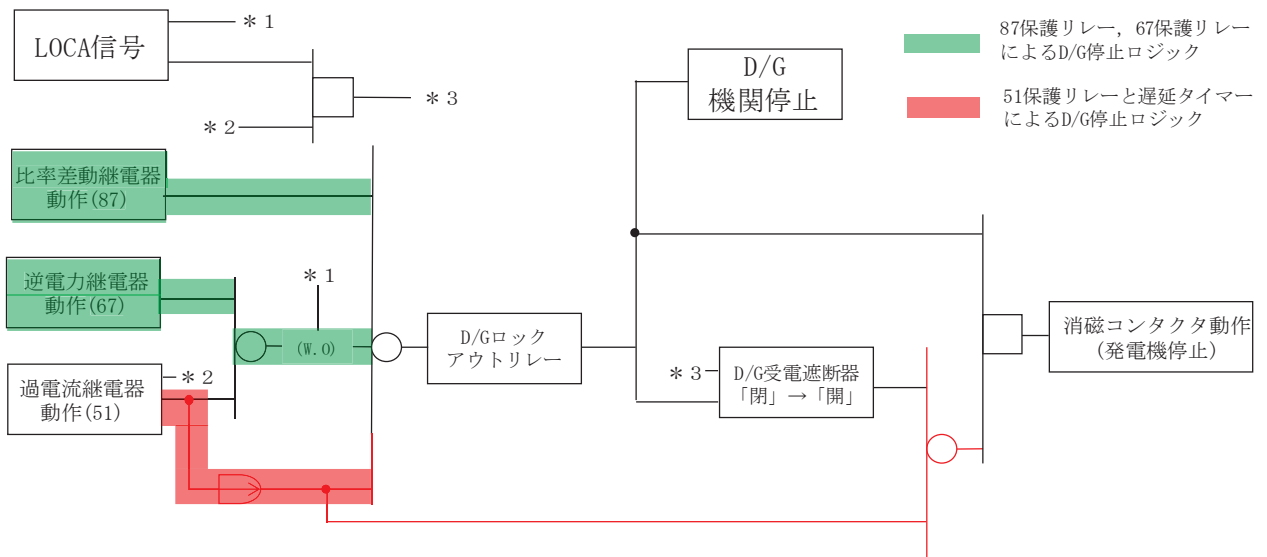 LOCA信号
＊１
＊２
＊３
比率差動継電器
動作(87)
逆電力継電器
動作(67)
過電流継電器
動作(51)
＊２
＊１
(W.O)
D/Gロック
アウトリレー
D/G
機関停止
＊３
D/G受電遮断器
「閉」→「開」
消磁コンタクタ動作
(発電機停止)
87保護リレー，67保護リレー
によるD/G停止ロジック
51保護リレーと遅延タイマー
によるD/G停止ロジック